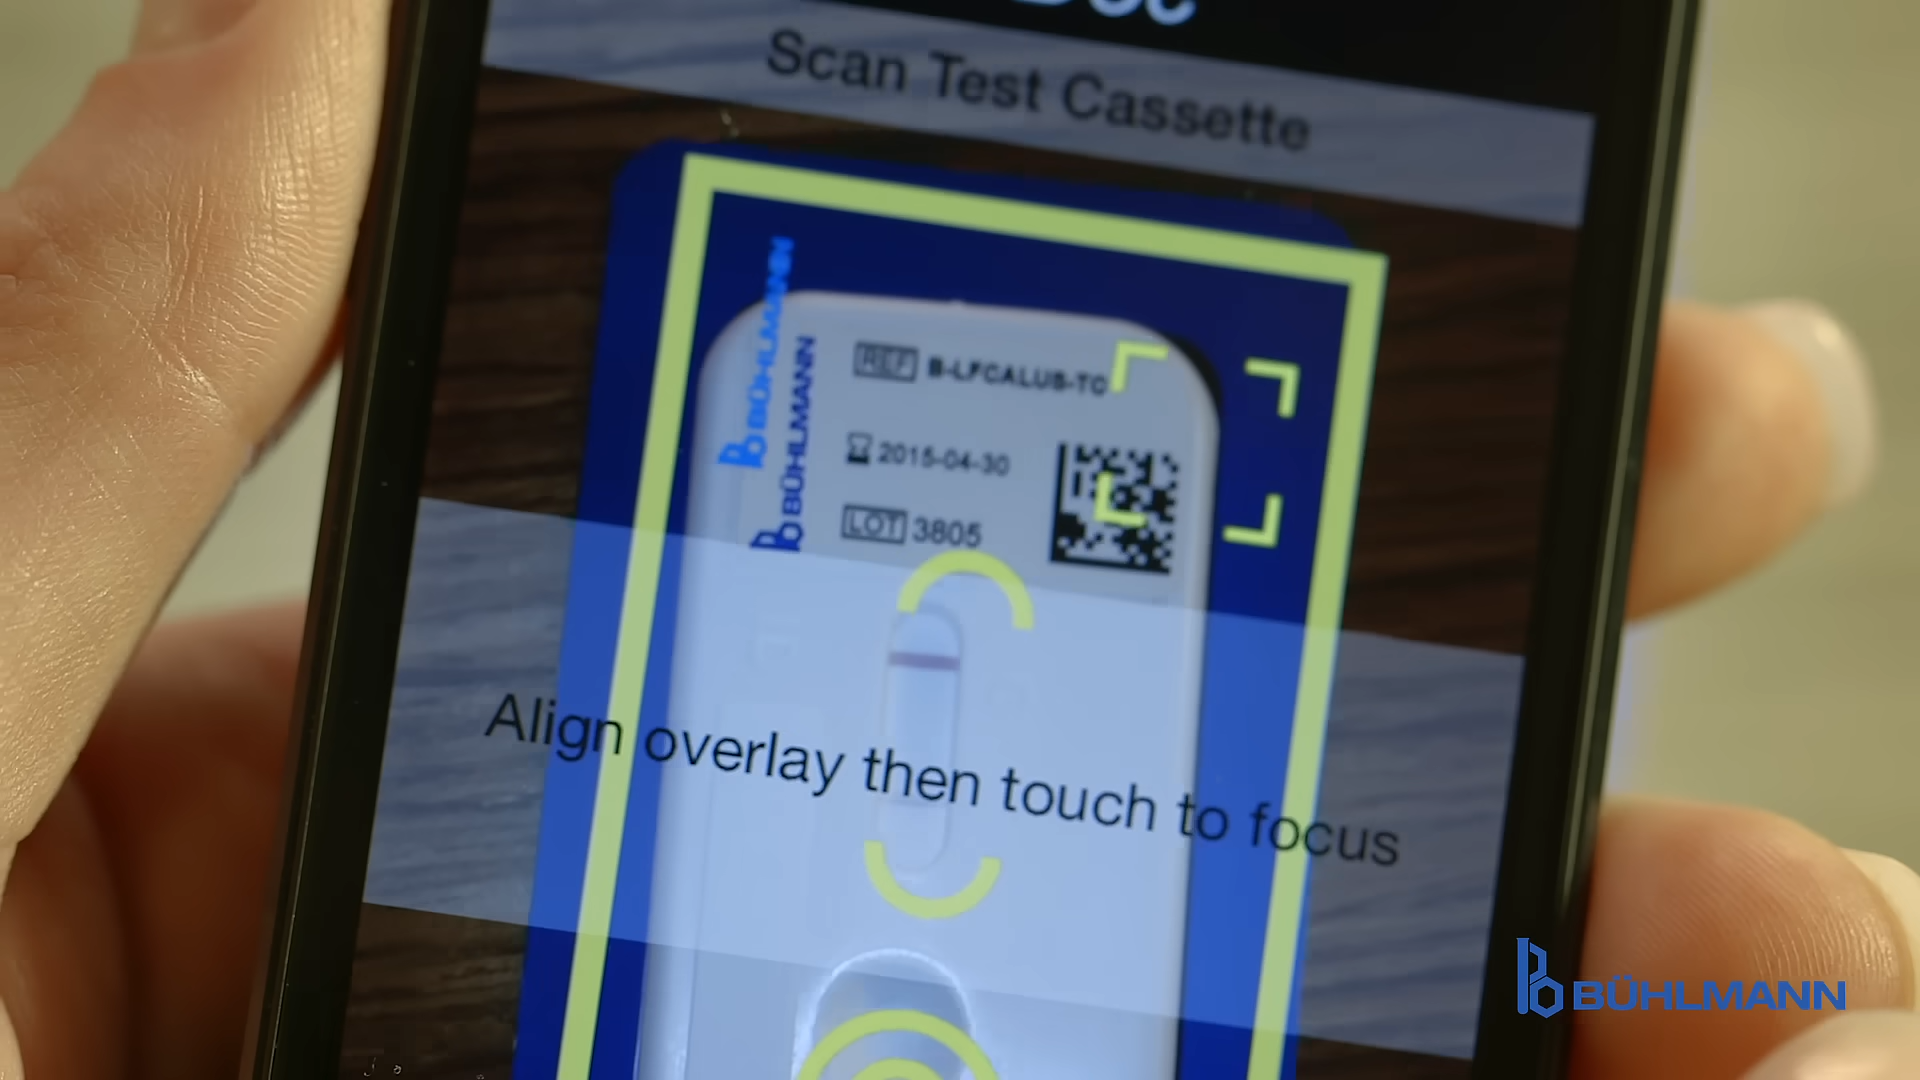 Scan Test Cassette
BÜHLMANN
BÜHLMANN
REF B-LFCALUS-TC
2015-04-30
LOT 3805
Align overlay then touch to focus
BÜHLMANN